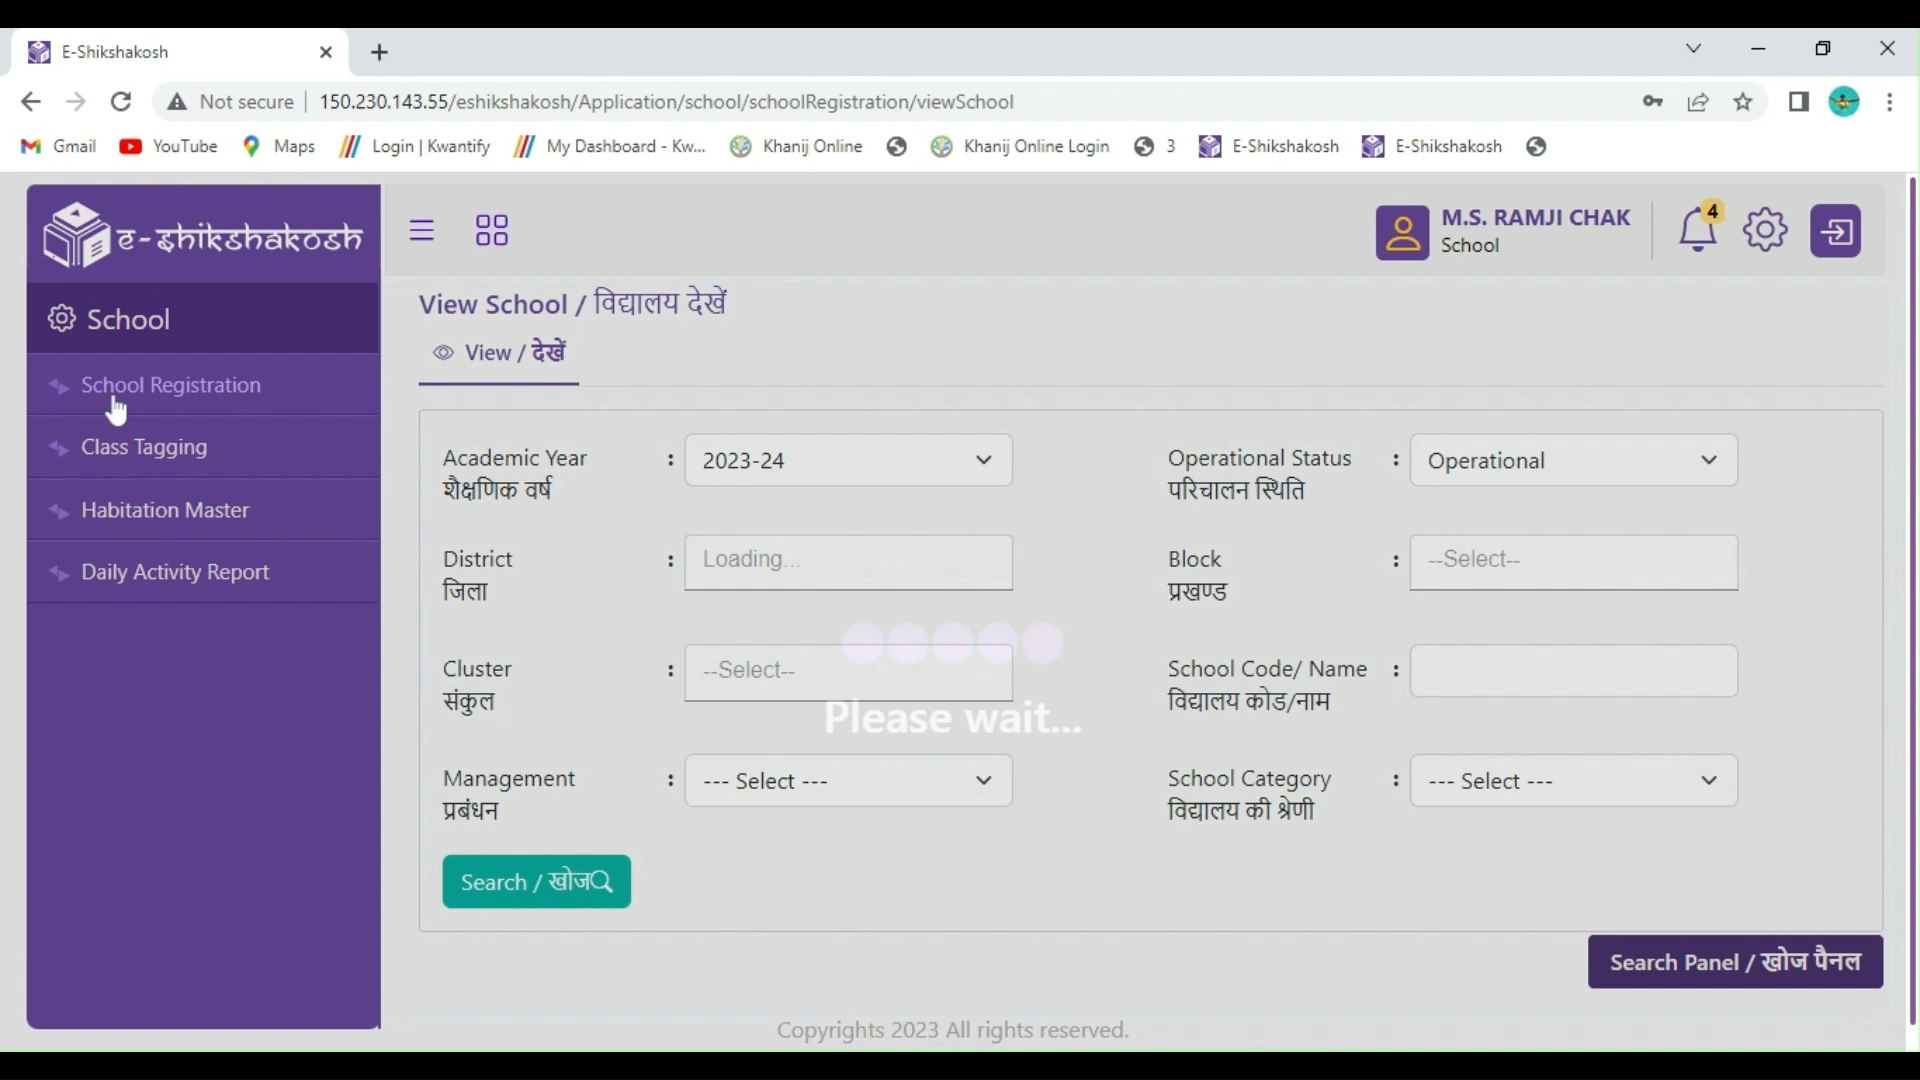 E-Shikshakosh
Not secure
150.230.143.55/eshikshakosh/Application/school/schoolRegistration/viewSchool
Gmail YouTube Maps Login | Kwantify My Dashboard - Kw... Khanij Online Khanij Online Login 3 E-Shikshakosh E-Shikshakosh
e-shikshakosh
M.S. RAMJI CHAK
School
4
School
School Registration
Class Tagging
Habitation Master
Daily Activity Report
View School / विद्यालय देखें
View / देखें
Academic Year : 2023-24
शैक्षणिक वर्ष
Operational Status : Operational
परिचालन स्थिति
District : Loading...
जिला
Block : --Select--
प्रखण्ड
Cluster : --Select--
संकुल
School Code/ Name :
विद्यालय कोड/नाम
Please wait...
Management : --- Select ---
प्रबंधन
School Category : --- Select ---
विद्यालय की श्रेणी
Search / खोज
Search Panel / खोज पैनल
Copyrights 2023 All rights reserved.